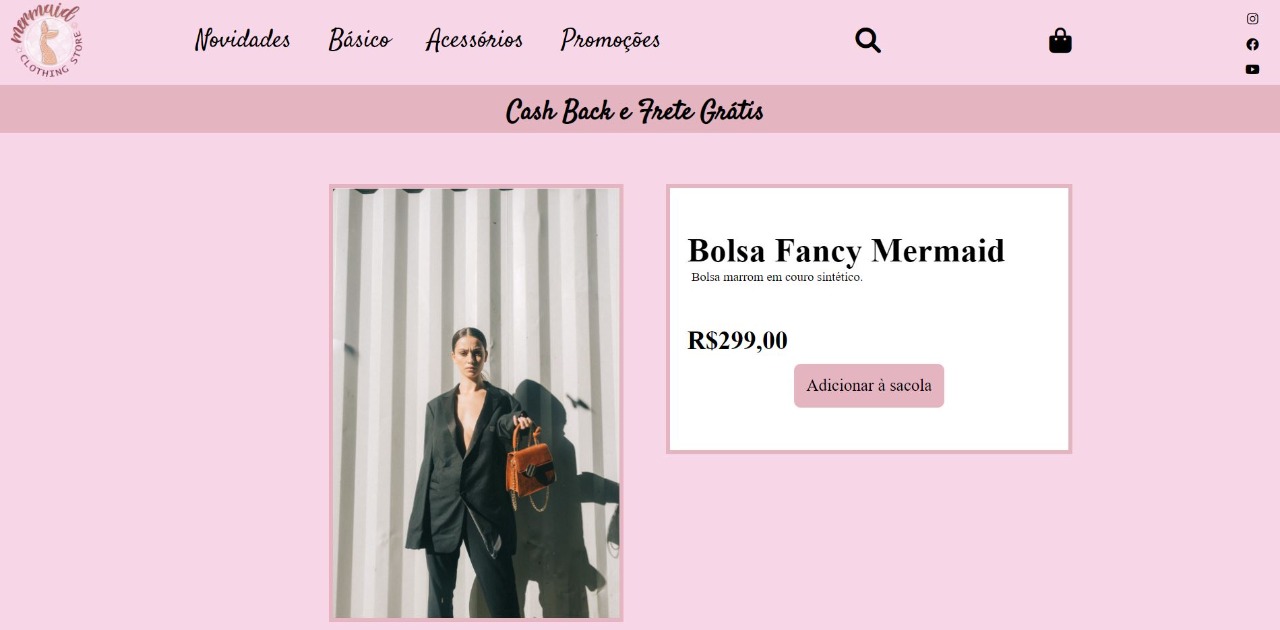 mermaid
CLOTHING STORE
Novidades Básico Acessórios Promoções
Cash Back e Frete Grátis
Bolsa Fancy Mermaid
Bolsa marrom em couro sintético.
R$299,00
Adicionar à sacola